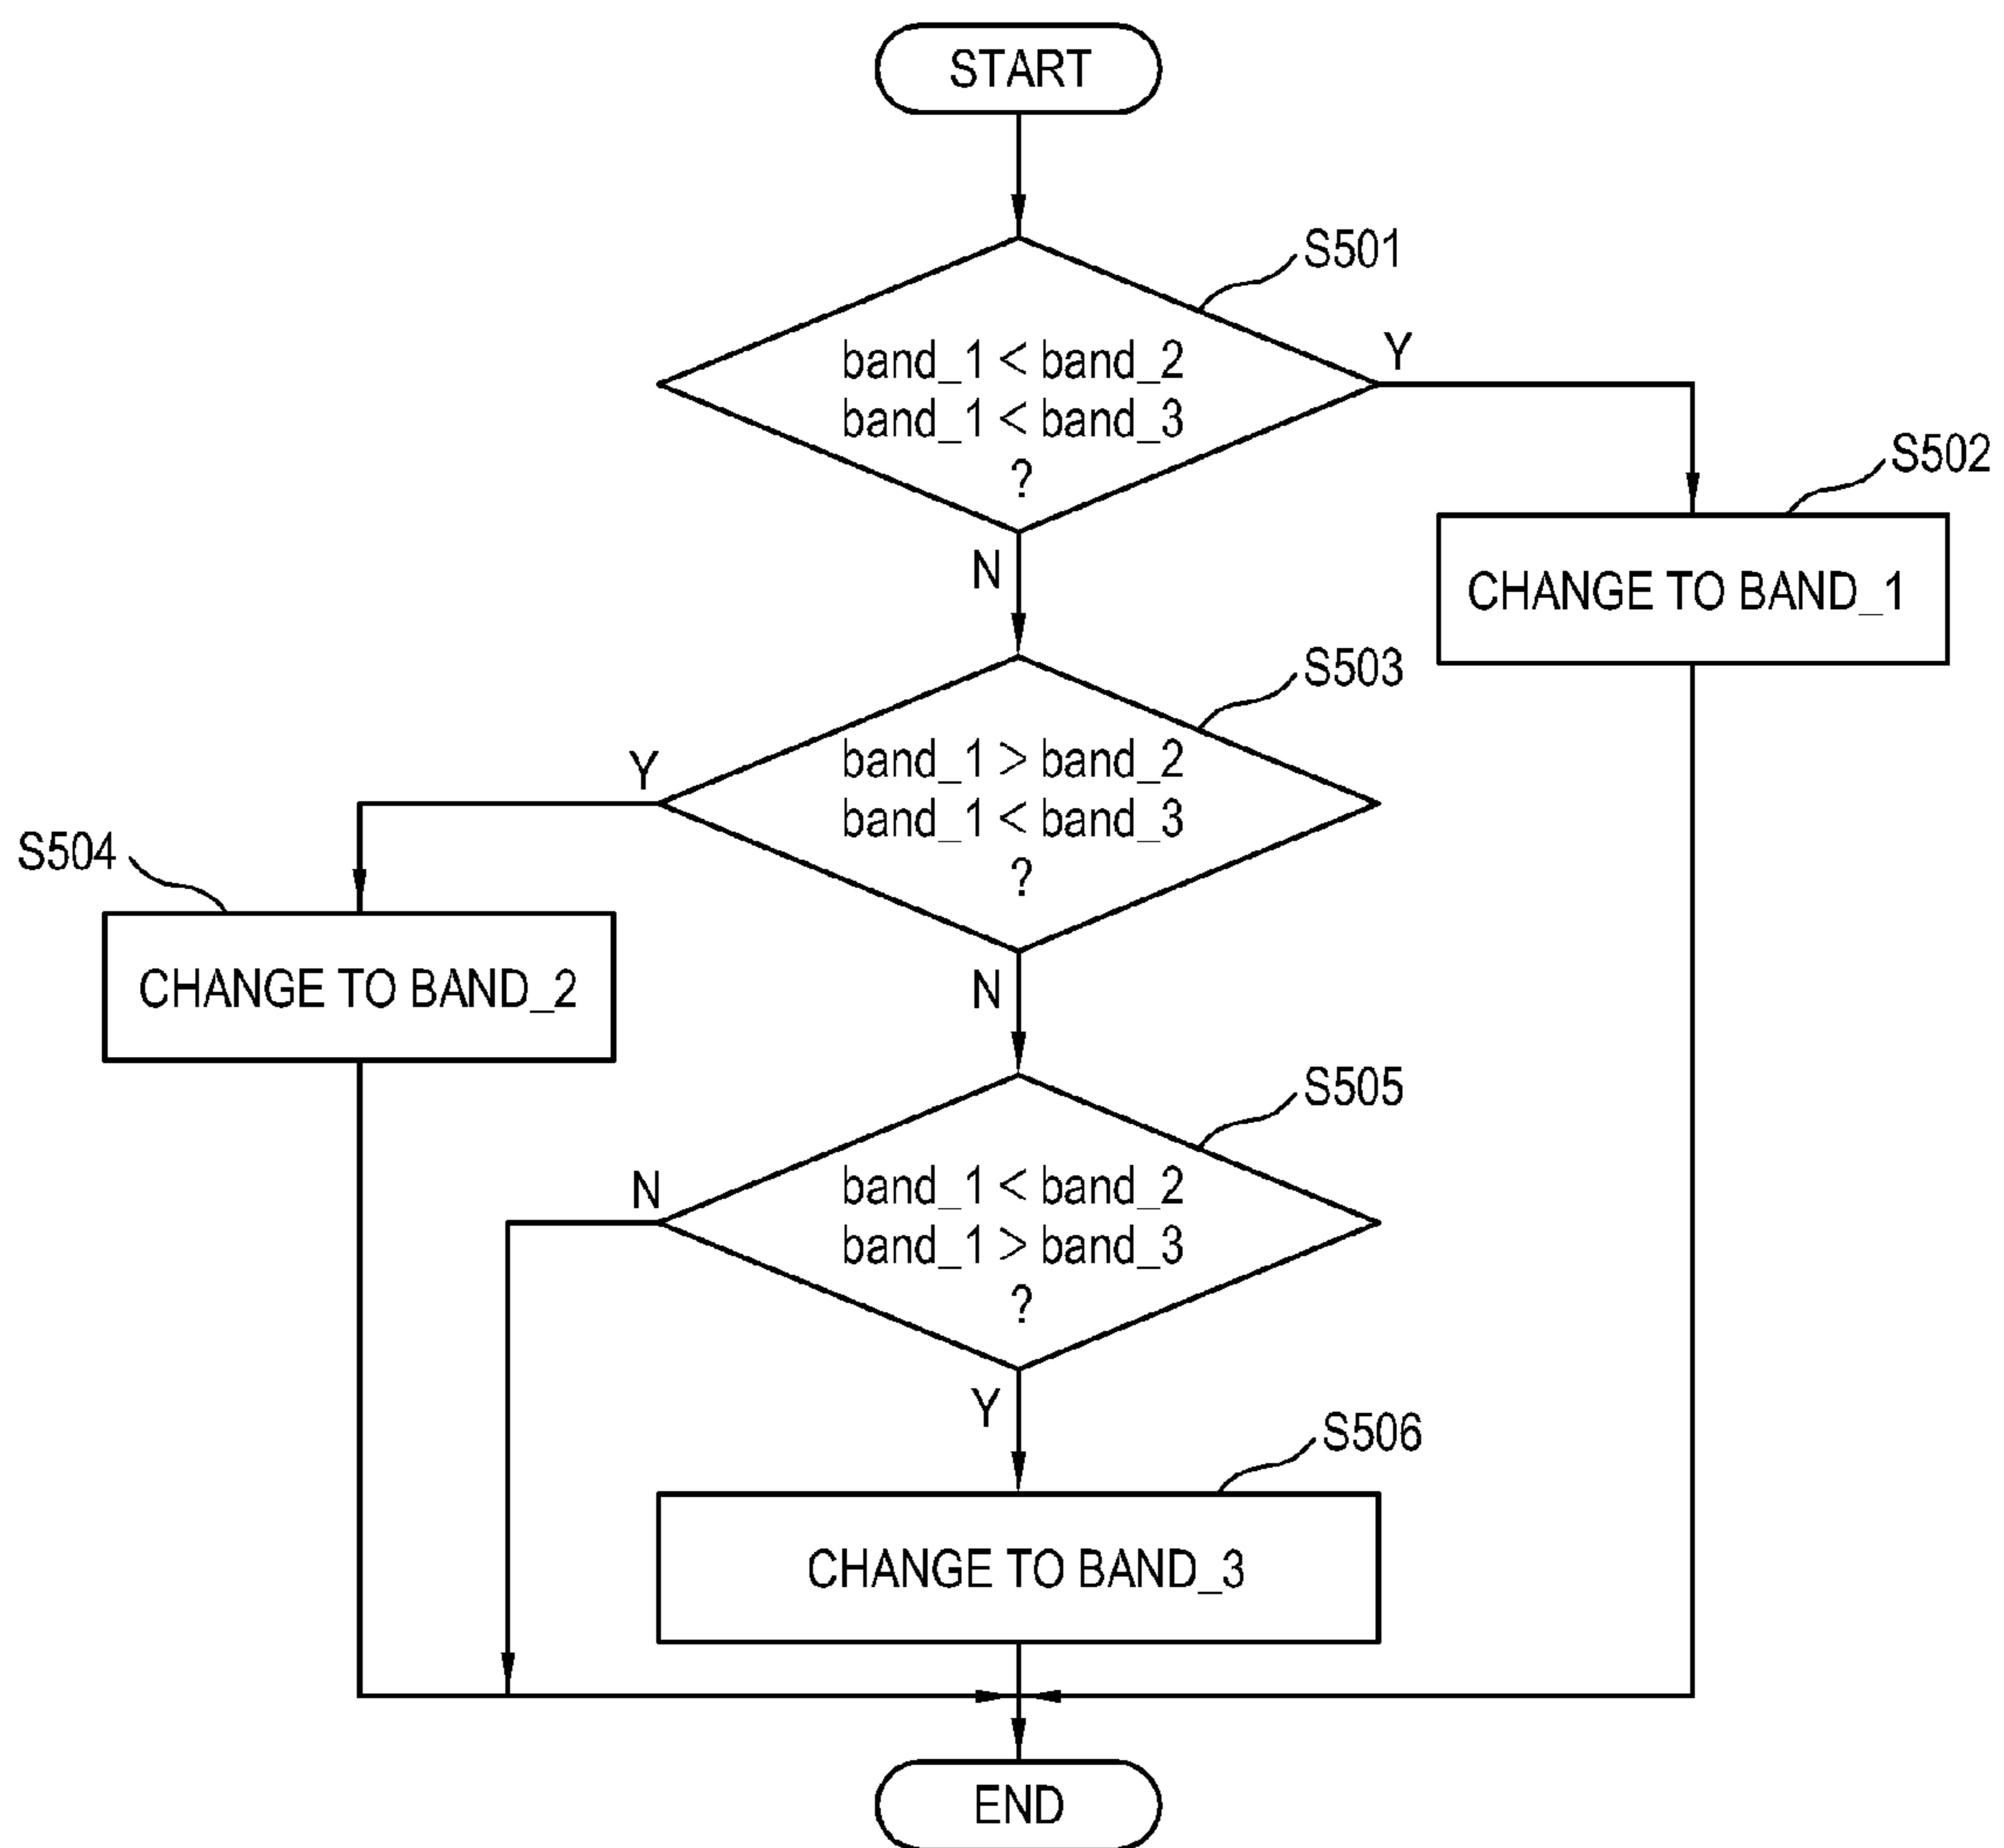 START
S501
band_1 < band_2
band_1 < band_3
?
Y
N
S502
CHANGE TO BAND_1
S503
band_1 > band_2
band_1 < band_3
?
Y
N
S504
CHANGE TO BAND_2
S505
band_1 < band_2
band_1 > band_3
?
N
Y
S506
CHANGE TO BAND_3
END